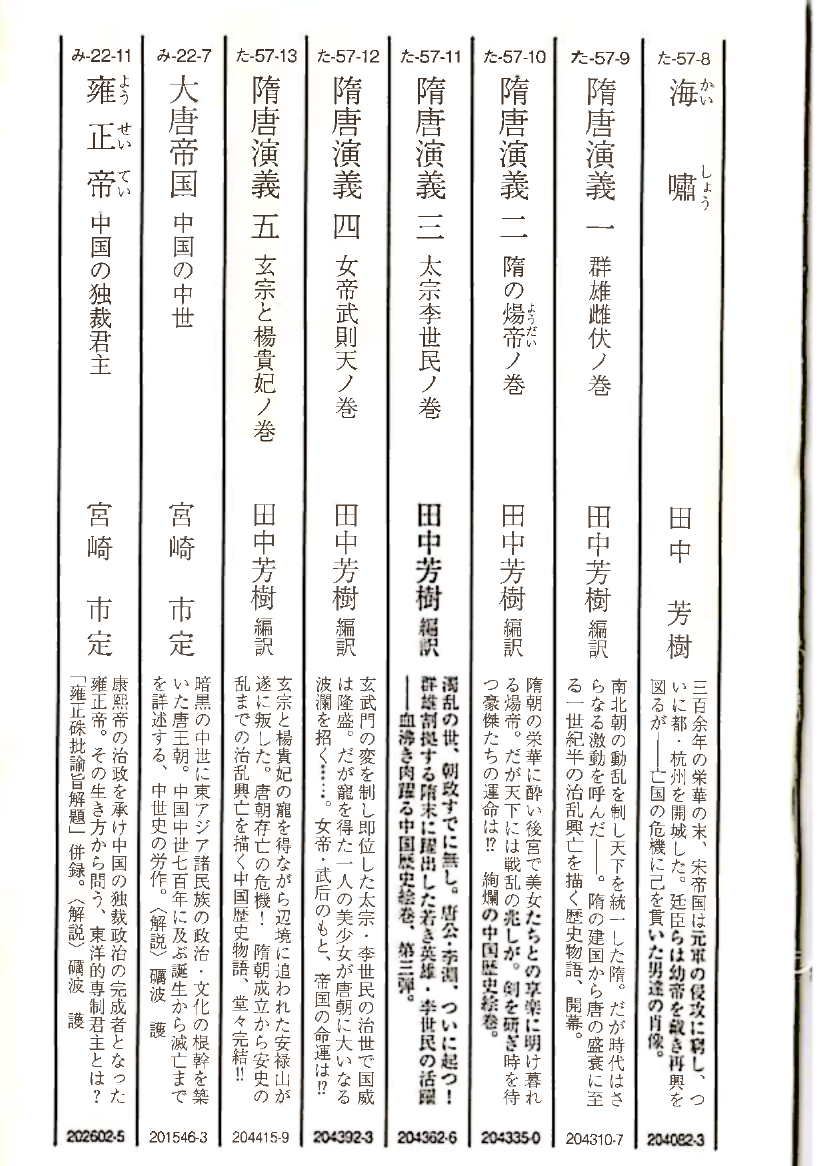 た-57-8
海嘯
かいしょう
田中芳樹
三百余年の栄華の末、宋帝国は元軍の侵攻に窮し、つ
いに都・杭州を開城した。廷臣らは幼帝を戴き再興を
図るが――亡国の危機に己を貫いた男達の肖像。
204082-3
た-57-9
隋唐演義 一 群雄雌伏ノ巻
田中芳樹 編訳
南北朝の動乱を制し天下を統一した隋。だが時代はさ
らなる激動を呼んだ――。隋の建国から唐の盛衰に至
る一世紀半の治乱興亡を描く歴史物語、開幕。
204310-7
た-57-10
隋唐演義 二 隋の煬帝ノ巻
ようだい
田中芳樹 編訳
隋朝の栄華に酔い後宮で美女たちとの享楽に明け暮れ
る煬帝。だが天下には戦乱の兆しが。剣を研ぎ時を待
つ豪傑たちの運命は!? 絢爛の中国歴史絵巻。
204335-0
た-57-11
隋唐演義 三 太宗李世民ノ巻
田中芳樹 編訳
濁乱の世、朝政すでに無し。唐公・李淵、ついに起つ!
群雄割拠する隋末に躍出した若き英雄・李世民の活躍
――血沸き肉躍る中国歴史絵巻、第三弾。
204362-6
た-57-12
隋唐演義 四 女帝武則天ノ巻
田中芳樹 編訳
玄武門の変を制し即位した太宗・李世民の治世で国威
は隆盛。だが寵を得た一人の美少女が唐朝に大いなる
波瀾を招く……。女帝・武后のもと、帝国の命運は!?
204392-3
た-57-13
隋唐演義 五 玄宗と楊貴妃ノ巻
田中芳樹 編訳
玄宗と楊貴妃の寵を得ながら辺境に追われた安禄山が
遂に叛した。唐朝存亡の危機! 隋朝成立から安史の
乱までの治乱興亡を描く中国歴史物語、堂々完結!!
204415-9
み-22-7
大唐帝国 中国の中世
宮崎市定
暗黒の中世に東アジア諸民族の政治・文化の根幹を築
いた唐王朝。中国中世七百年に及ぶ誕生から滅亡まで
を詳述する、中世史の労作。〈解説〉礪波 護
201546-3
み-22-11
雍正帝 中国の独裁君主
ようせいてい
宮崎市定
康熙帝の治政を承け中国の独裁政治の完成者となった
雍正帝。その生き方から問う、東洋的専制君主とは?
「雍正硃批諭旨解題」併録。〈解説〉礪波 護
202602-5